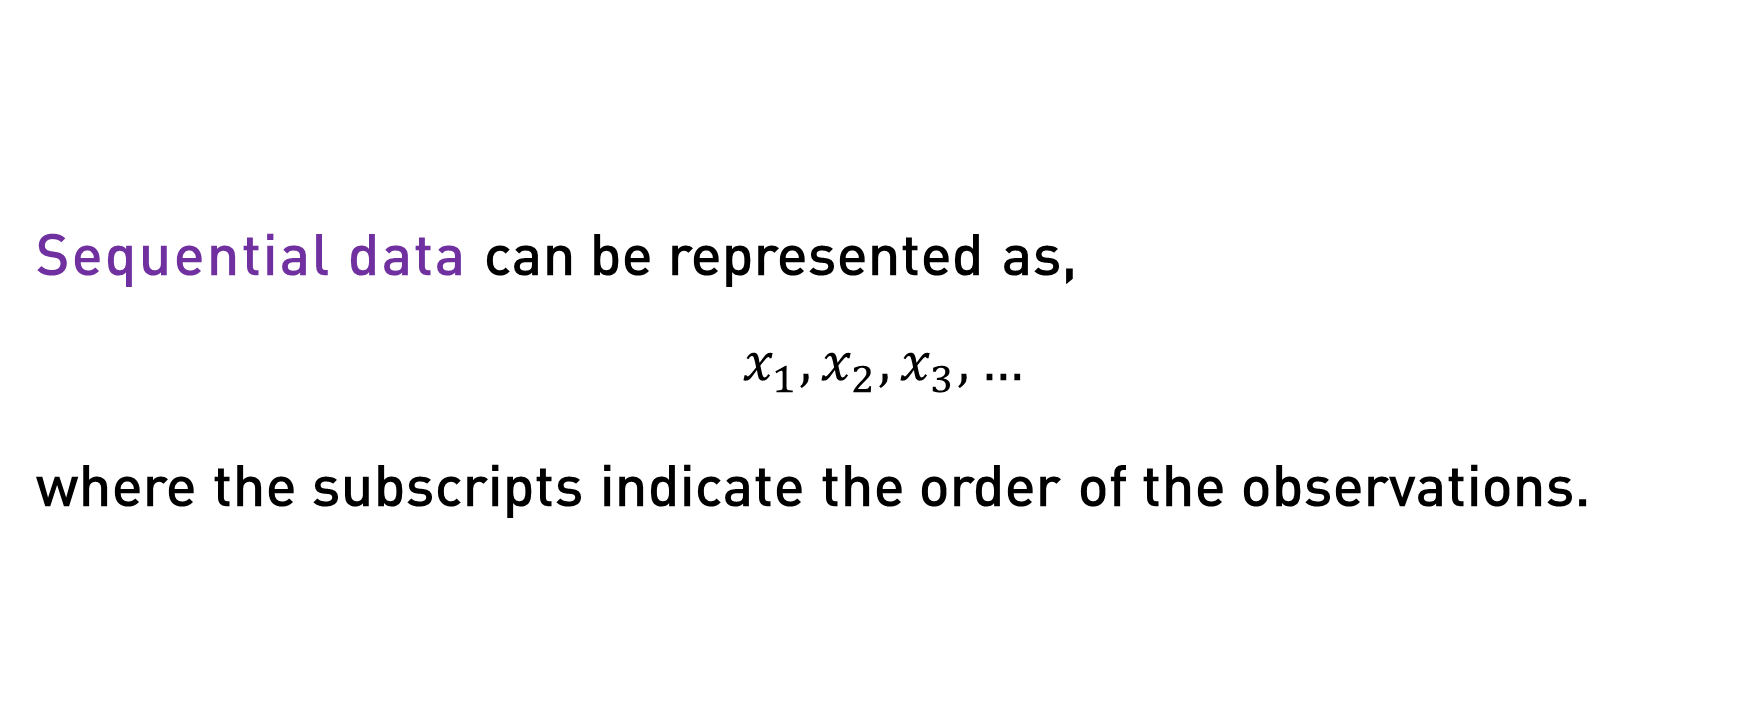 Sequential data can be represented as,
x₁, x₂, x₃, ...
where the subscripts indicate the order of the observations.